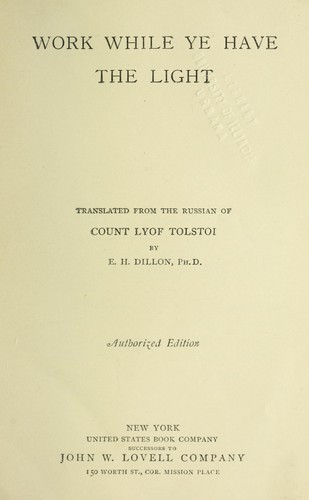 WORK WHILE YE HAVE
THE LIGHT
TRANSLATED FROM THE RUSSIAN OF
COUNT LYOF TOLSTOI
BY
E. H. DILLON, PH.D.
Authorized Edition
NEW YORK
UNITED STATES BOOK COMPANY
SUCCESSORS TO
JOHN W. LOVELL COMPANY
150 WORTH ST., COR. MISSION PLACE